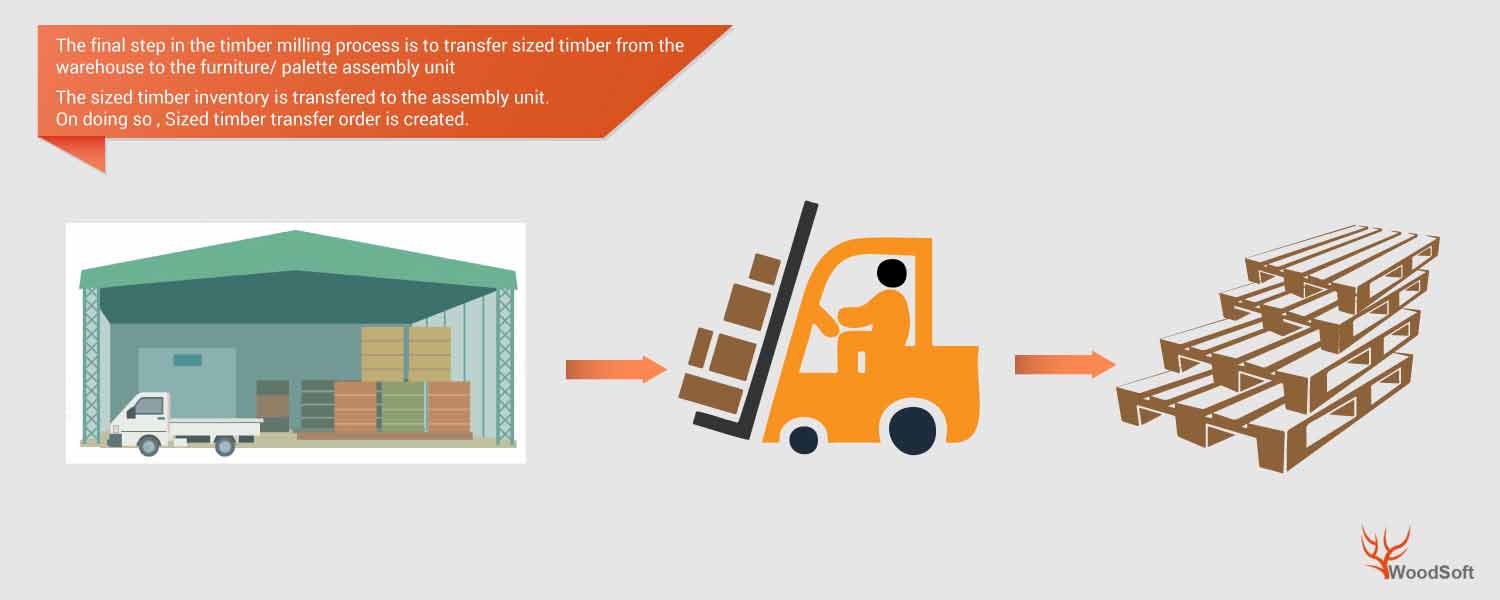 The final step in the timber milling process is to transfer sized timber from the
warehouse to the furniture/ palette assembly unit
The sized timber inventory is transfered to the assembly unit.
On doing so , Sized timber transfer order is created.
WoodSoft